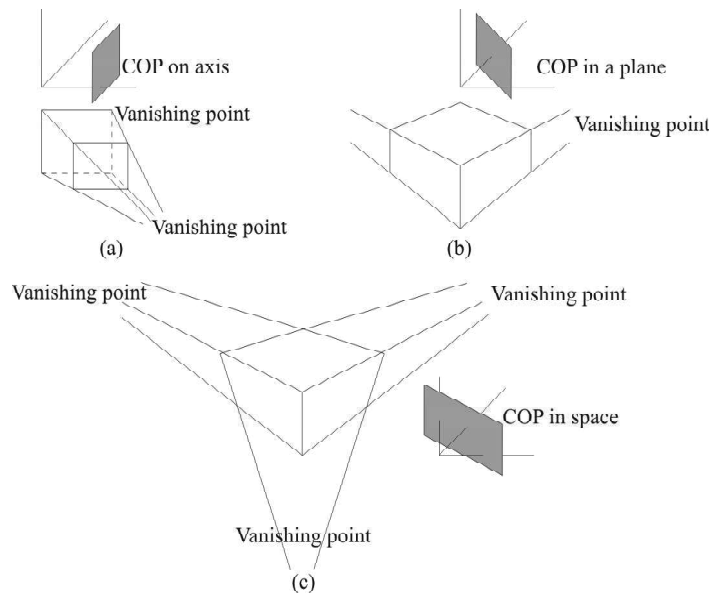 COP on axis
Vanishing point
Vanishing point
(a)
COP in a plane
Vanishing point
(b)
Vanishing point
Vanishing point
COP in space
Vanishing point
(c)